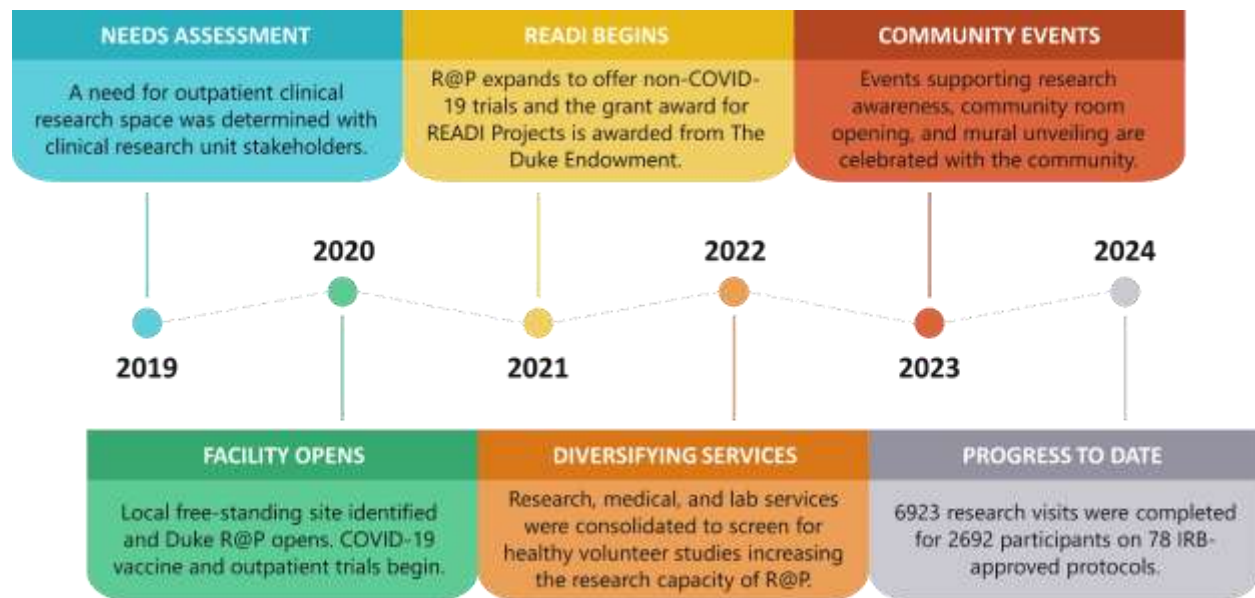 NEEDS ASSESSMENT
A need for outpatient clinical
research space was determined with
clinical research unit stakeholders.
READI BEGINS
R@P expands to offer non-COVID-
19 trials and the grant award for
READI Projects is awarded from The
Duke Endowment.
COMMUNITY EVENTS
Events supporting research
awareness, community room
opening, and mural unveiling are
celebrated with the community.
2020
2022
2024
2019
2021
2023
FACILITY OPENS
Local free-standing site identified
and Duke R@P opens. COVID-19
vaccine and outpatient trials begin.
DIVERSIFYING SERVICES
Research, medical, and lab services
were consolidated to screen for
healthy volunteer studies increasing
the research capacity of R@P.
PROGRESS TO DATE
6923 research visits were completed
for 2692 participants on 78 IRB-
approved protocols.